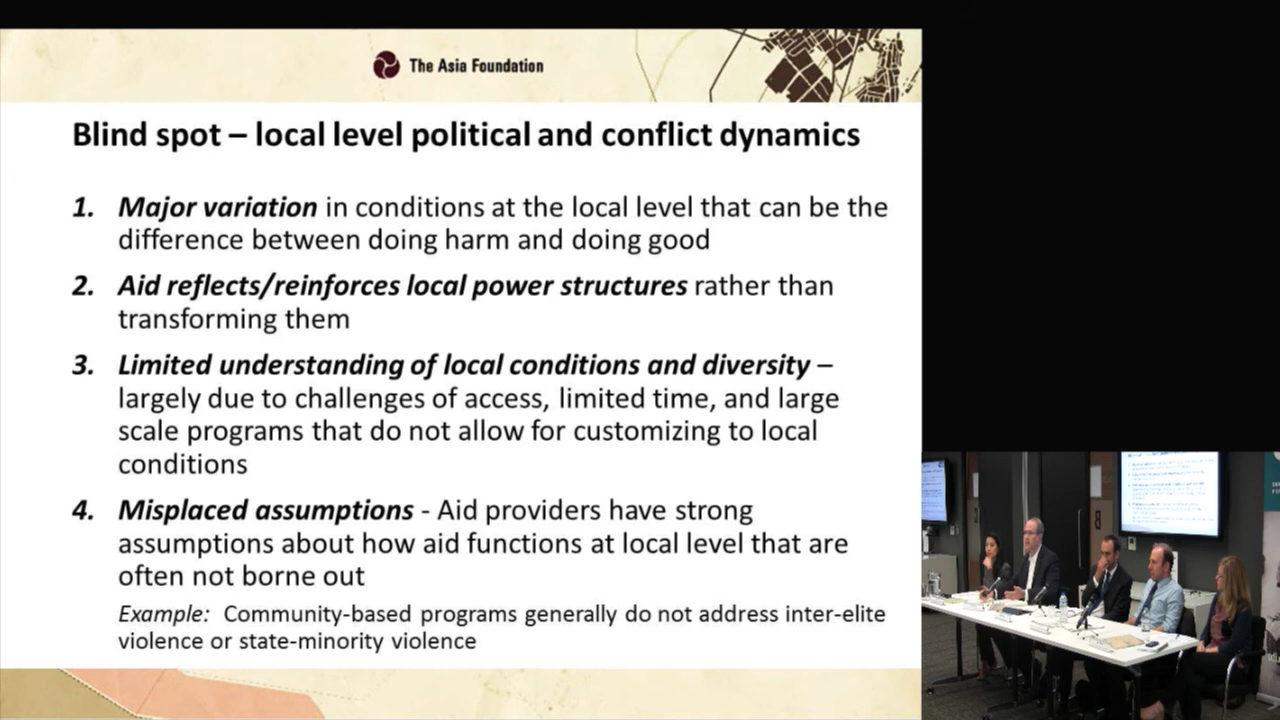 The Asia Foundation
Blind spot – local level political and conflict dynamics
1. Major variation in conditions at the local level that can be the
difference between doing harm and doing good
2. Aid reflects/reinforces local power structures rather than
transforming them
3. Limited understanding of local conditions and diversity –
largely due to challenges of access, limited time, and large
scale programs that do not allow for customizing to local
conditions
4. Misplaced assumptions - Aid providers have strong
assumptions about how aid functions at local level that are
often not borne out
Example: Community-based programs generally do not address inter-elite
violence or state-minority violence
8